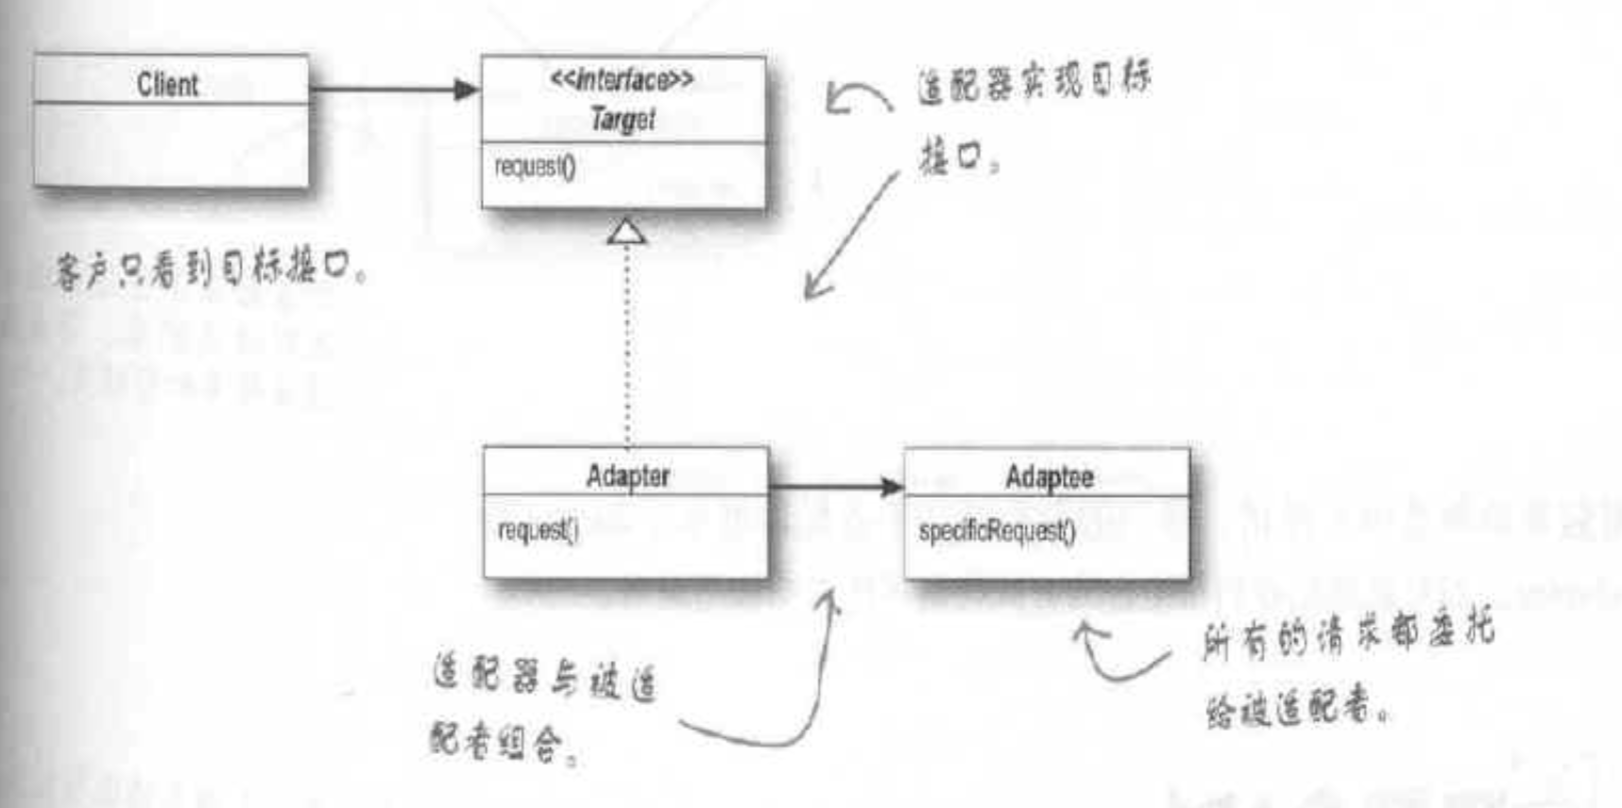 Client
<<interface>>
Target
request()
适配器实现目标
接口。
客户只看到目标接口。
Adapter
request()
Adaptee
specificRequest()
适配器与被适
配者组合。
所有的请求都委托
给被适配者。